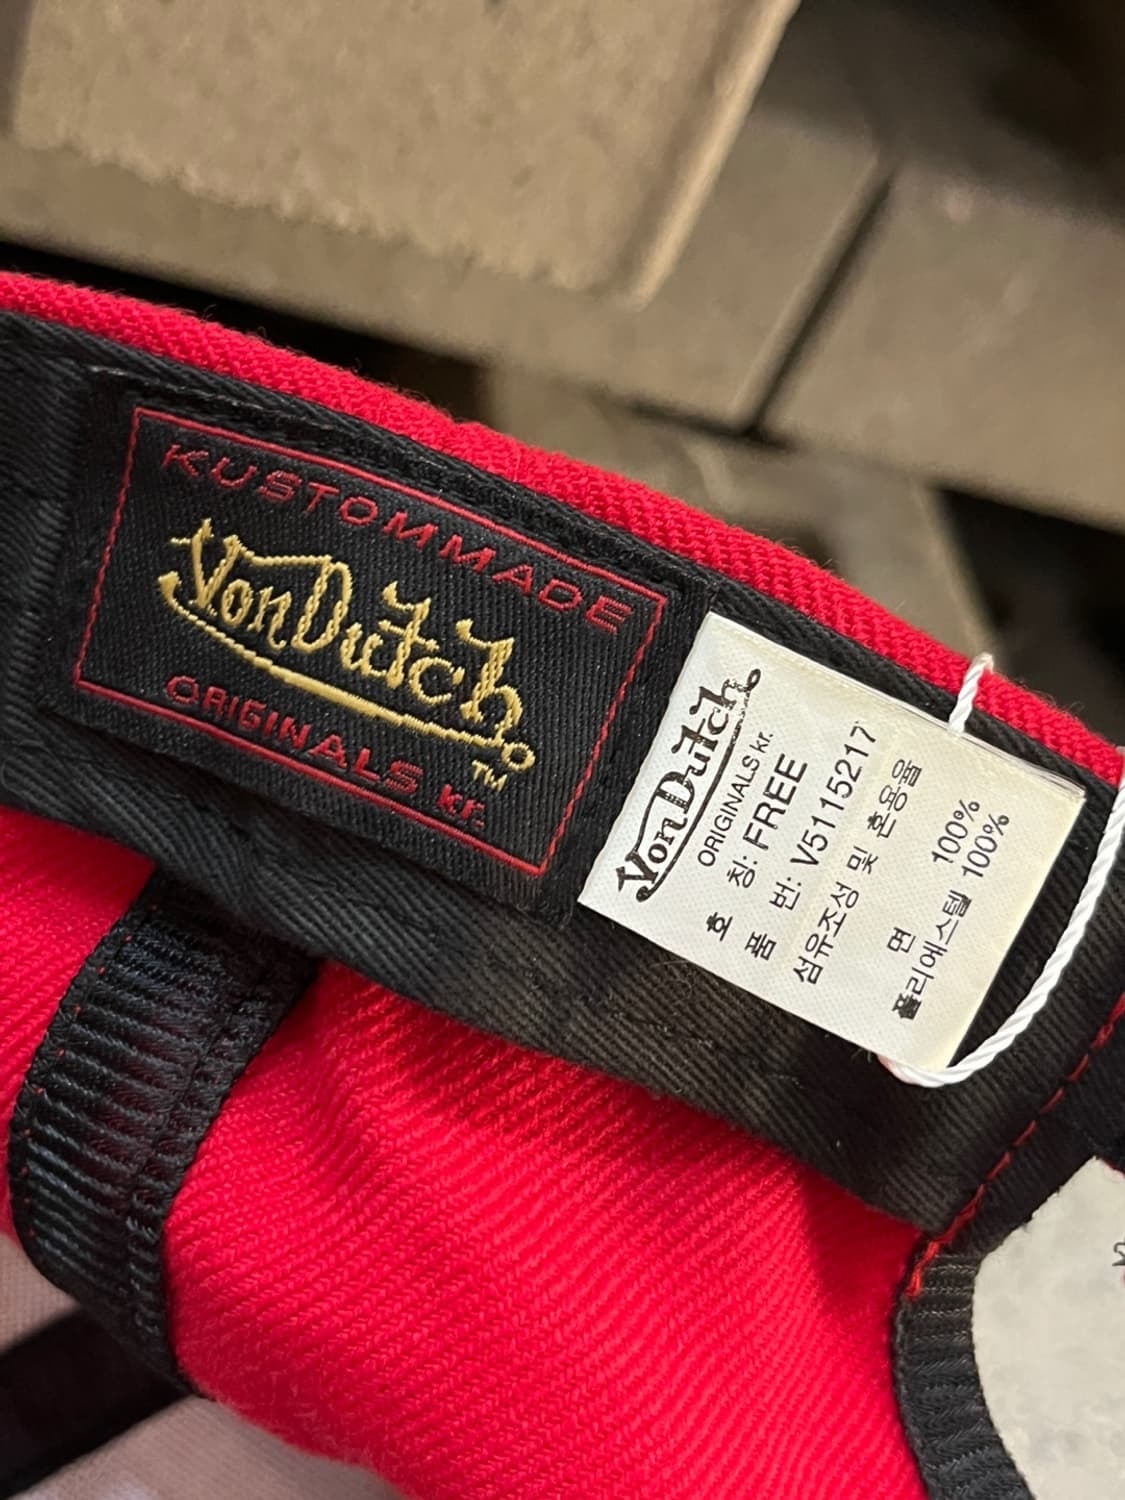 KUSTOMMADE
Von Dutch
TM
ORIGINALS kr.
Von Dutch
ORIGINALS kr.
호 칭: FREE
품 번: V5115217
섬유조성 및 혼용율
면 100%
폴리에스텔 100%